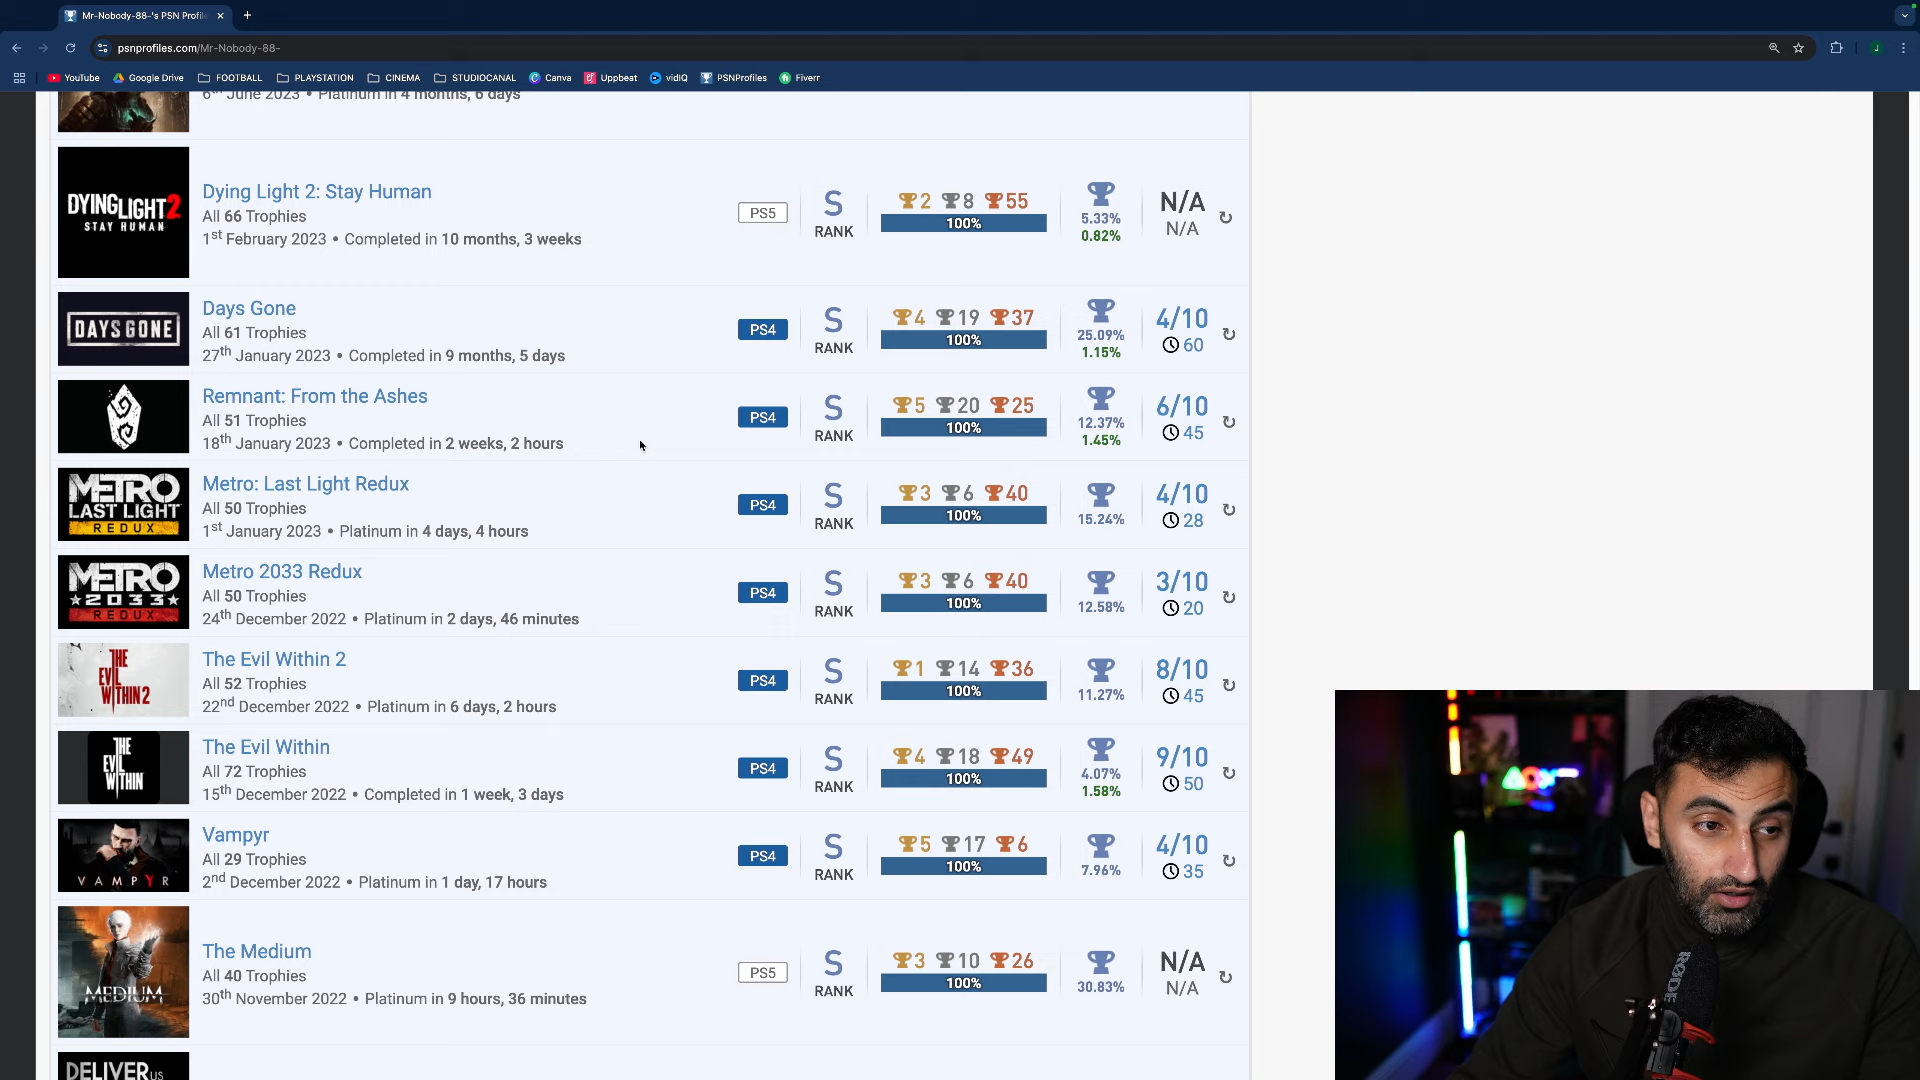 Mr-Nobody-88-'s PSN Profil
psnprofiles.com/Mr-Nobody-88-
J
YouTube Google Drive FOOTBALL PLAYSTATION CINEMA STUDIOCANAL Canva Uppbeat vidIQ PSNProfiles Fiverr
6th June 2023 • Platinum in 4 months, 6 days
DYING LIGHT 2
STAY HUMAN
Dying Light 2: Stay Human
All 66 Trophies
1st February 2023 • Completed in 10 months, 3 weeks
PS5
S
RANK
2 8 55
100%
5.33%
0.82%
N/A
N/A
DAYS GONE
Days Gone
All 61 Trophies
27th January 2023 • Completed in 9 months, 5 days
PS4
S
RANK
4 19 37
100%
25.09%
1.15%
4/10
60
Remnant: From the Ashes
All 51 Trophies
18th January 2023 • Completed in 2 weeks, 2 hours
PS4
S
RANK
5 20 25
100%
12.37%
1.45%
6/10
45
METRO
LAST LIGHT
REDUX
Metro: Last Light Redux
All 50 Trophies
1st January 2023 • Platinum in 4 days, 4 hours
PS4
S
RANK
3 6 40
100%
15.24%
4/10
28
METRO
2033
REDUX
Metro 2033 Redux
All 50 Trophies
24th December 2022 • Platinum in 2 days, 46 minutes
PS4
S
RANK
3 6 40
100%
12.58%
3/10
20
THE
EVIL
WITHIN 2
The Evil Within 2
All 52 Trophies
22nd December 2022 • Platinum in 6 days, 2 hours
PS4
S
RANK
1 14 36
100%
11.27%
8/10
45
THE
EVIL
WITHIN
The Evil Within
All 72 Trophies
15th December 2022 • Completed in 1 week, 3 days
PS4
S
RANK
4 18 49
100%
4.07%
1.58%
9/10
50
VAMPYR
Vampyr
All 29 Trophies
2nd December 2022 • Platinum in 1 day, 17 hours
PS4
S
RANK
5 17 6
100%
7.96%
4/10
35
MEDIUM
The Medium
All 40 Trophies
30th November 2022 • Platinum in 9 hours, 36 minutes
PS5
S
RANK
3 10 26
100%
30.83%
N/A
N/A
DELIVER US
RØDE